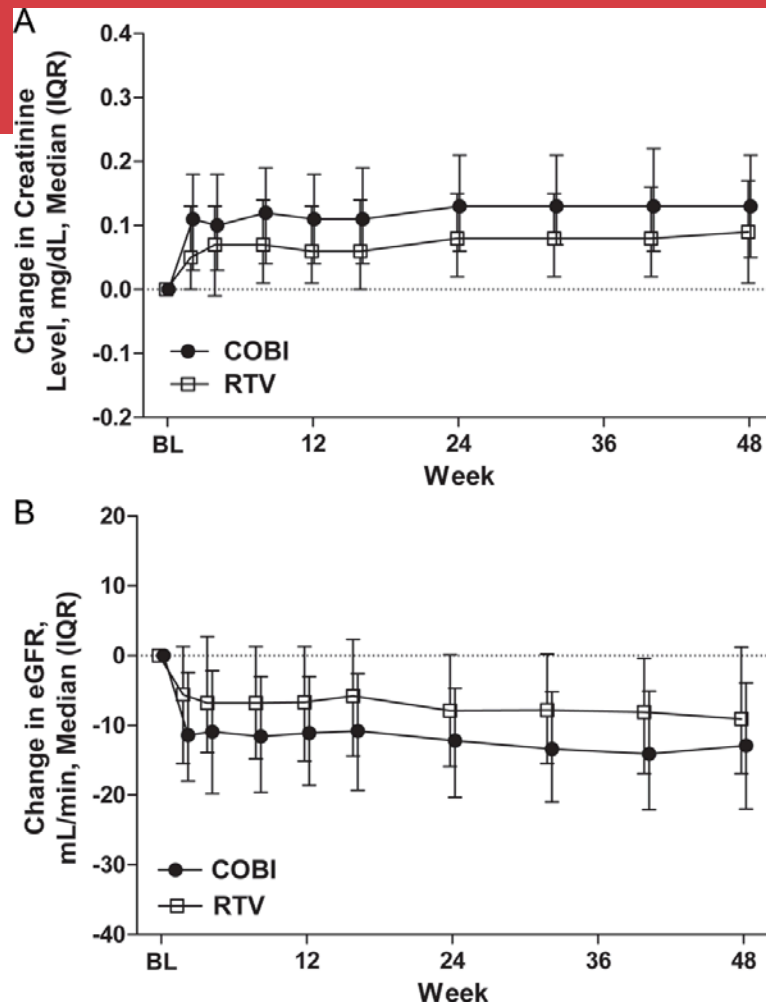 A
Change in Creatinine
Level, mg/dL, Median (IQR)
0.4
0.3
0.2
0.1
0.0
-0.1
-0.2
COBI
RTV
BL
12
24
36
48
Week
B
Change in eGFR,
mL/min, Median (IQR)
20
10
0
-10
-20
-30
-40
COBI
RTV
BL
12
24
36
48
Week